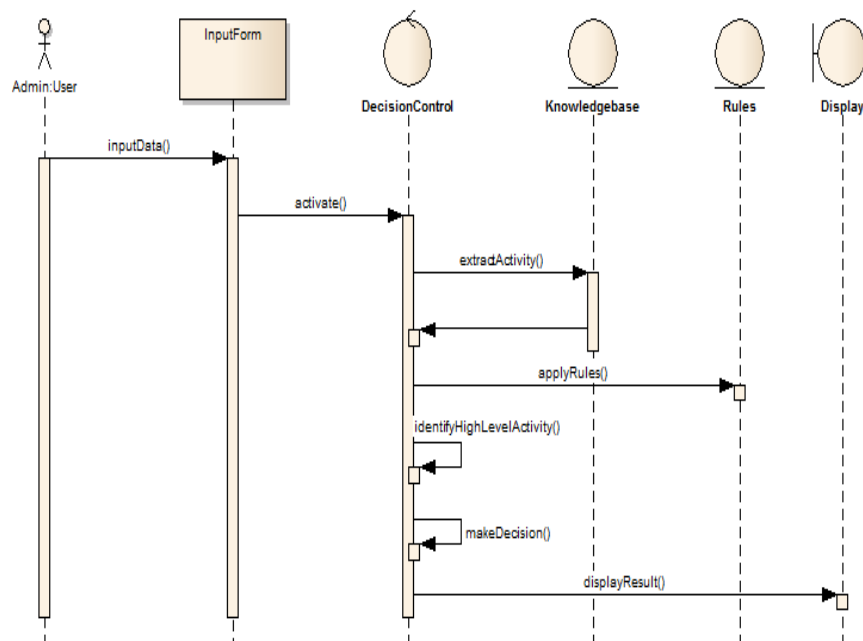 InputForm
Admin:User
DecisionControl
Knowledgebase
Rules
Display
inputData()
activate()
extractActivity()
applyRules()
identifyHighLevelActivity()
makeDecision()
displayResult()